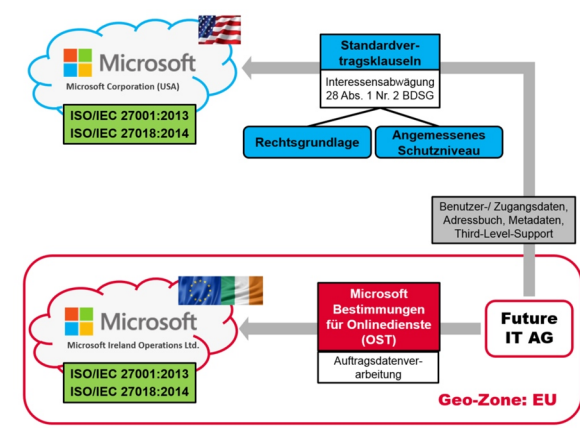 Microsoft
Microsoft Corporation (USA)
ISO/IEC 27001:2013
ISO/IEC 27018:2014
Standardver-
tragsklauseln
Interessensabwägung
28 Abs. 1 Nr. 2 BDSG
Rechtsgrundlage
Angemessenes
Schutzniveau
Benutzer-/ Zugangsdaten,
Adressbuch, Metadaten,
Third-Level-Support
Microsoft
Microsoft Ireland Operations Ltd.
ISO/IEC 27001:2013
ISO/IEC 27018:2014
Microsoft
Bestimmungen
für Onlinedienste
(OST)
Auftragsdatenver-
arbeitung
Future
IT AG
Geo-Zone: EU